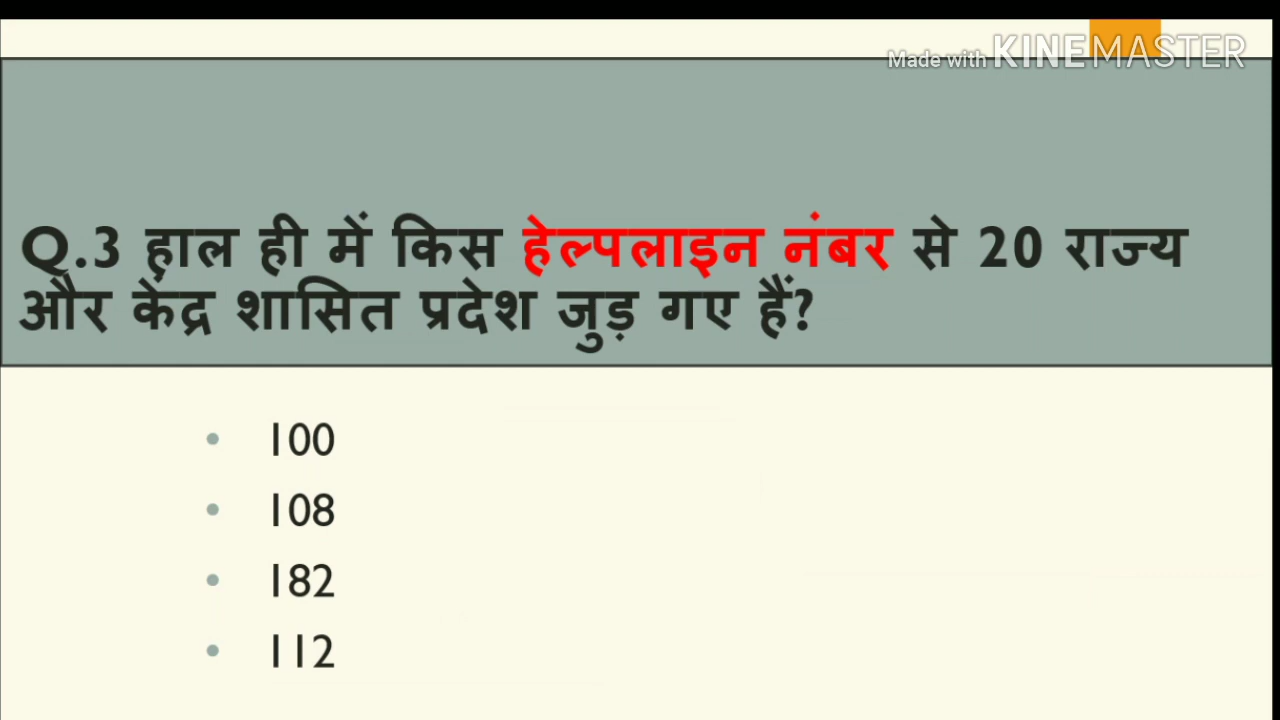 Made with KINEMASTER
Q.3 हाल ही में किस हेल्पलाइन नंबर से 20 राज्य
और केंद्र शासित प्रदेश जुड़ गए हैं?
• 100
• 108
• 182
• 112